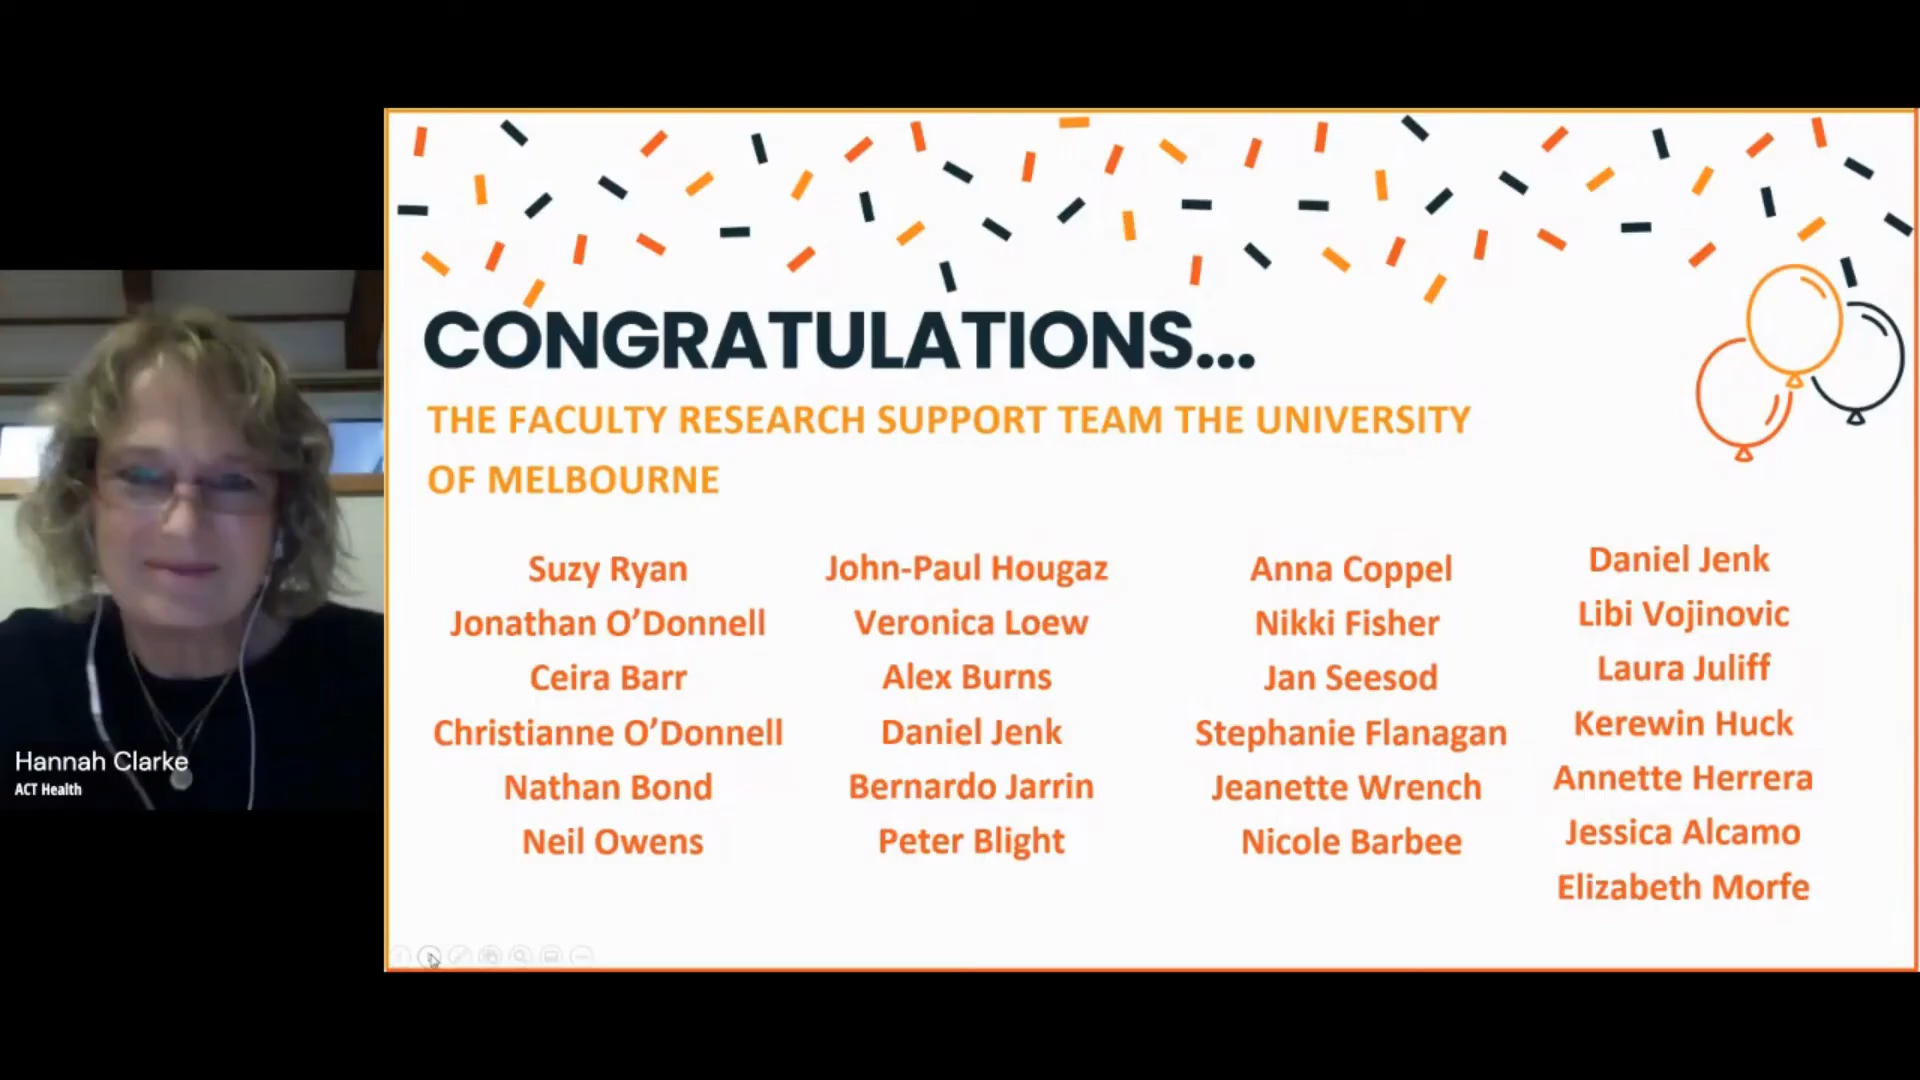 CONGRATULATIONS...
THE FACULTY RESEARCH SUPPORT TEAM THE UNIVERSITY
OF MELBOURNE
Suzy Ryan
Jonathan O’Donnell
Ceira Barr
Christianne O’Donnell
Nathan Bond
Neil Owens
John-Paul Hougaz
Veronica Loew
Alex Burns
Daniel Jenk
Bernardo Jarrin
Peter Blight
Anna Coppel
Nikki Fisher
Jan Seesod
Stephanie Flanagan
Jeanette Wrench
Nicole Barbee
Daniel Jenk
Libi Vojinovic
Laura Juliff
Kerewin Huck
Annette Herrera
Jessica Alcamo
Elizabeth Morfe
Hannah Clarke
ACT Health